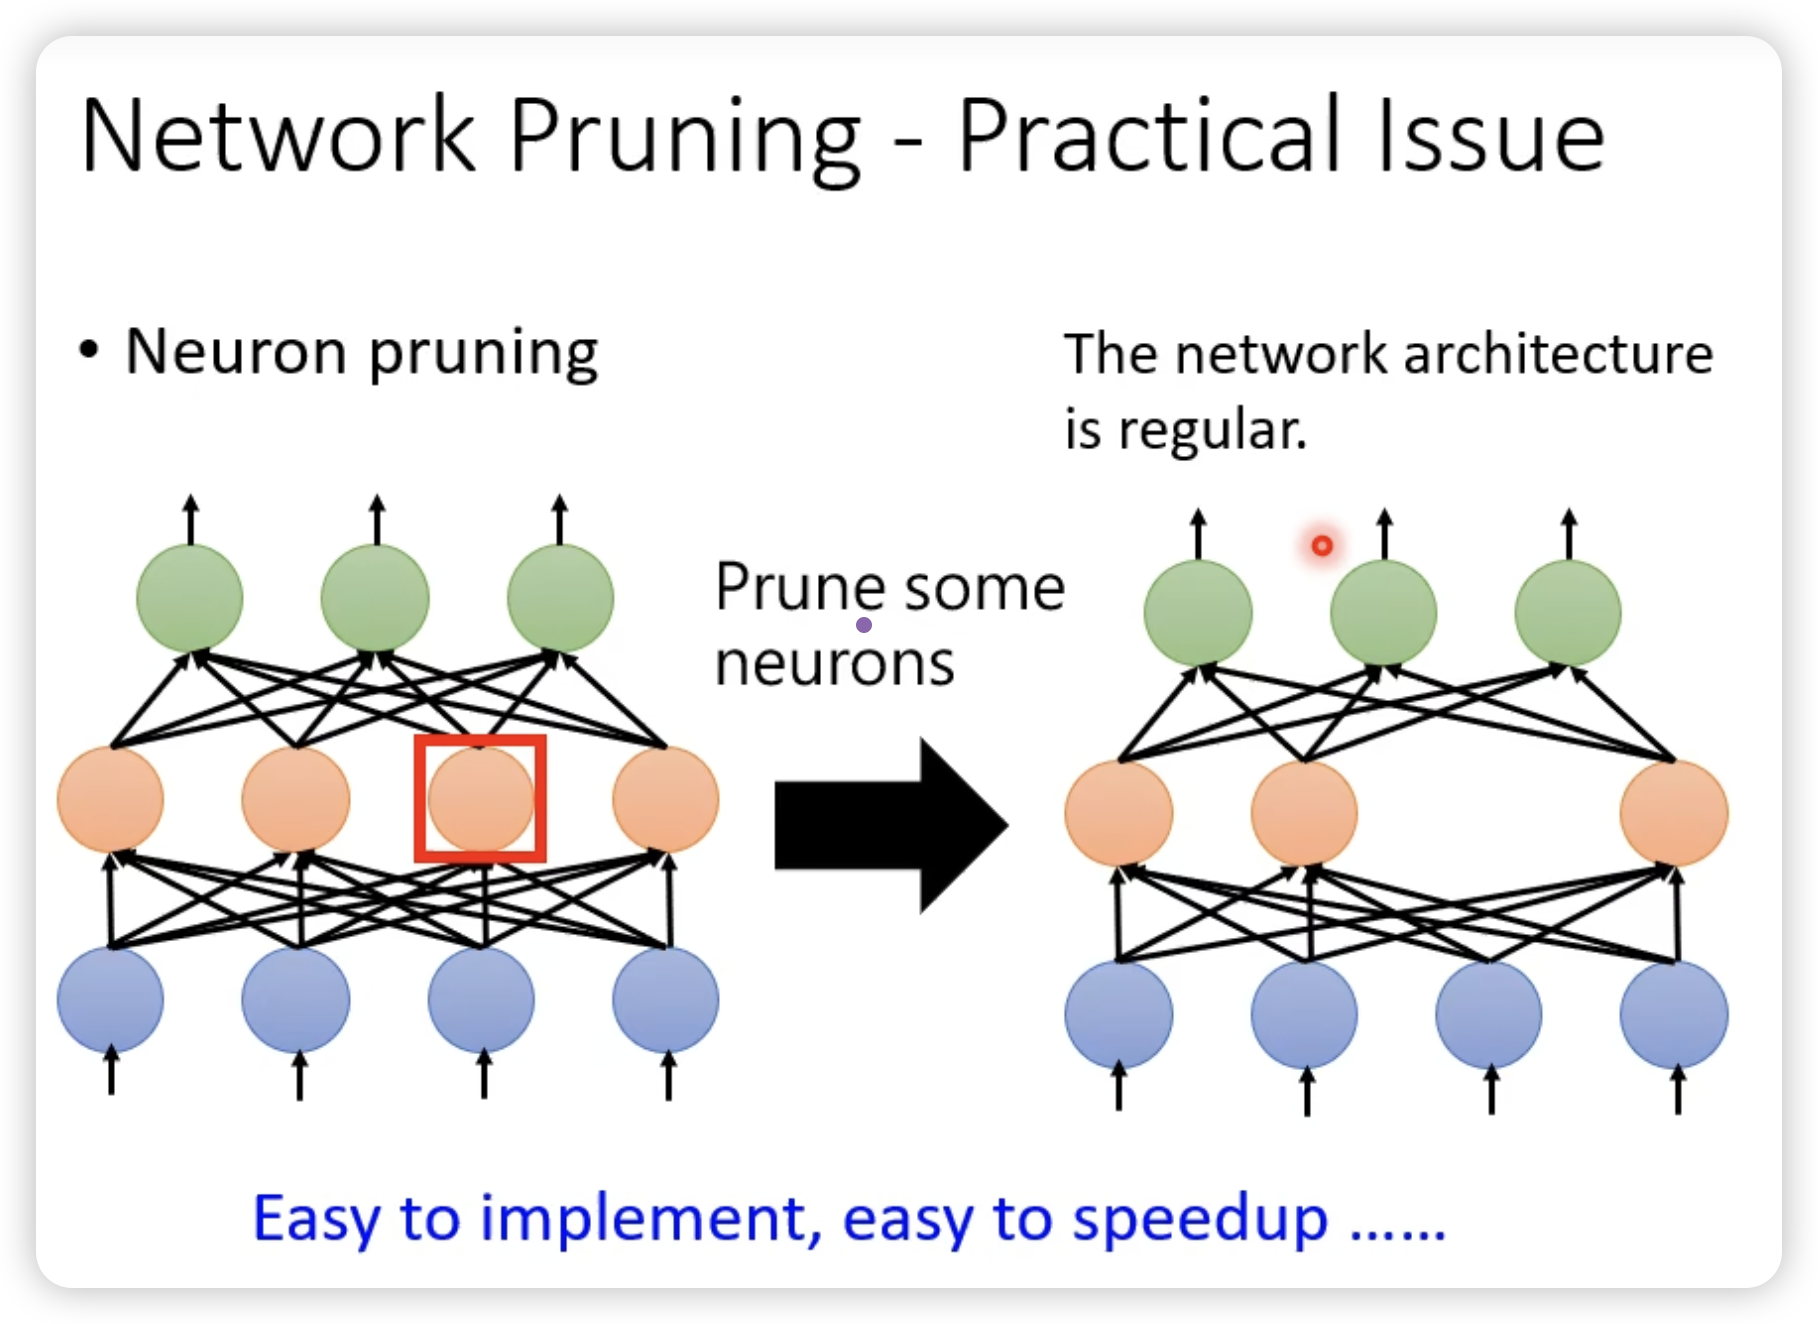 Network Pruning - Practical Issue
• Neuron pruning
The network architecture
is regular.
Prune some
neurons
Easy to implement, easy to speedup ......